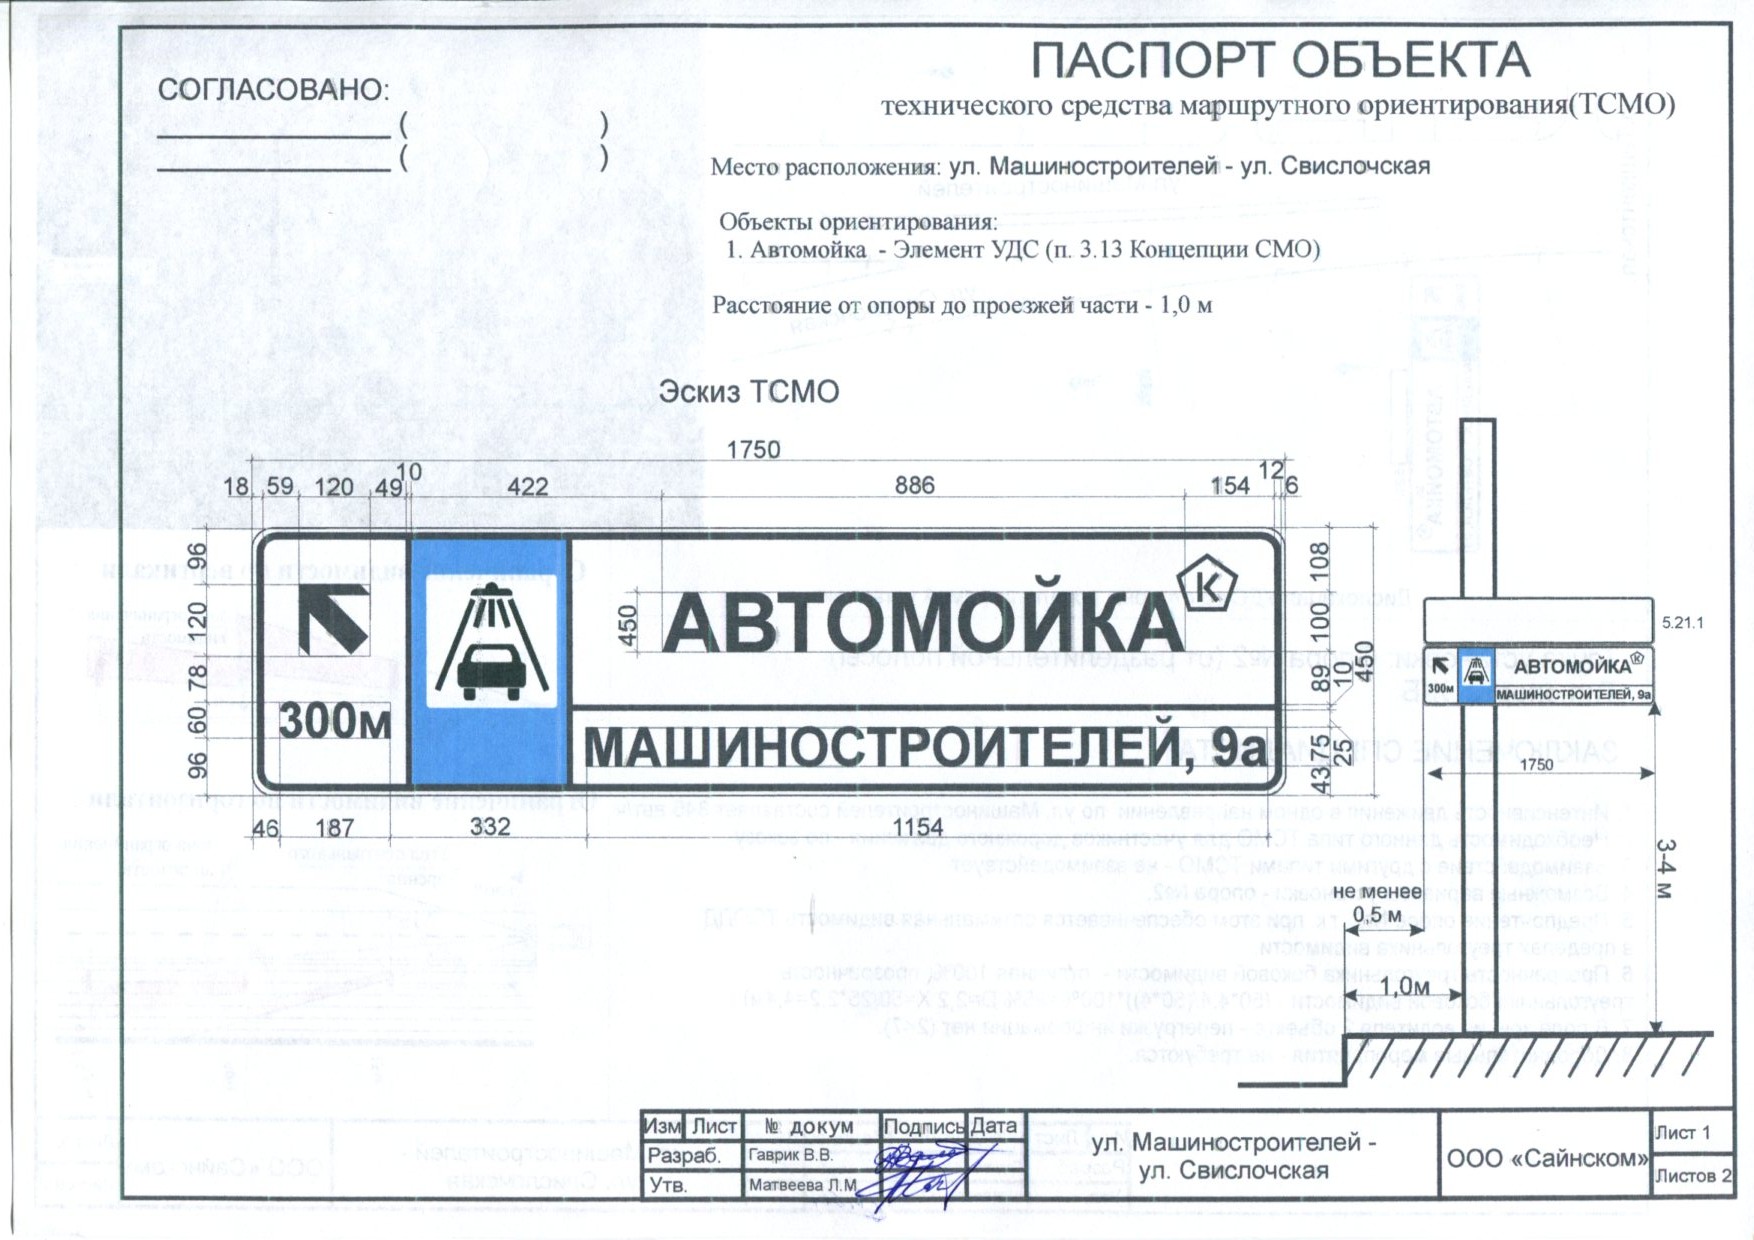 СОГЛАСОВАНО:
( )
( )
ПАСПОРТ ОБЪЕКТА
технического средства маршрутного ориентирования(ТСМО)
Место расположения: ул. Машиностроителей - ул. Свислочская
Объекты ориентирования:
1. Автомойка - Элемент УДС (п. 3.13 Концепции СМО)
Расстояние от опоры до проезжей части - 1,0 м
Эскиз ТСМО
1750
18 59 120 49 10 422 886 154 12 6
96 120 78 60 96
300м
450
АВТОМОЙКА К
МАШИНОСТРОИТЕЛЕЙ, 9а
108 100 89 10 45 25 43
450
46 187 332 1154
5.21.1
300м
АВТОМОЙКА К
МАШИНОСТРОИТЕЛЕЙ, 9а
1750
3-4 м
не менее
0,5 м
1,0м
Изм Лист № докум Подпись Дата
Разраб. Гаврик В.В.
Утв. Матвеева Л.М
ул. Машиностроителей -
ул. Свислочская
ООО «Сайнском»
Лист 1
Листов 2